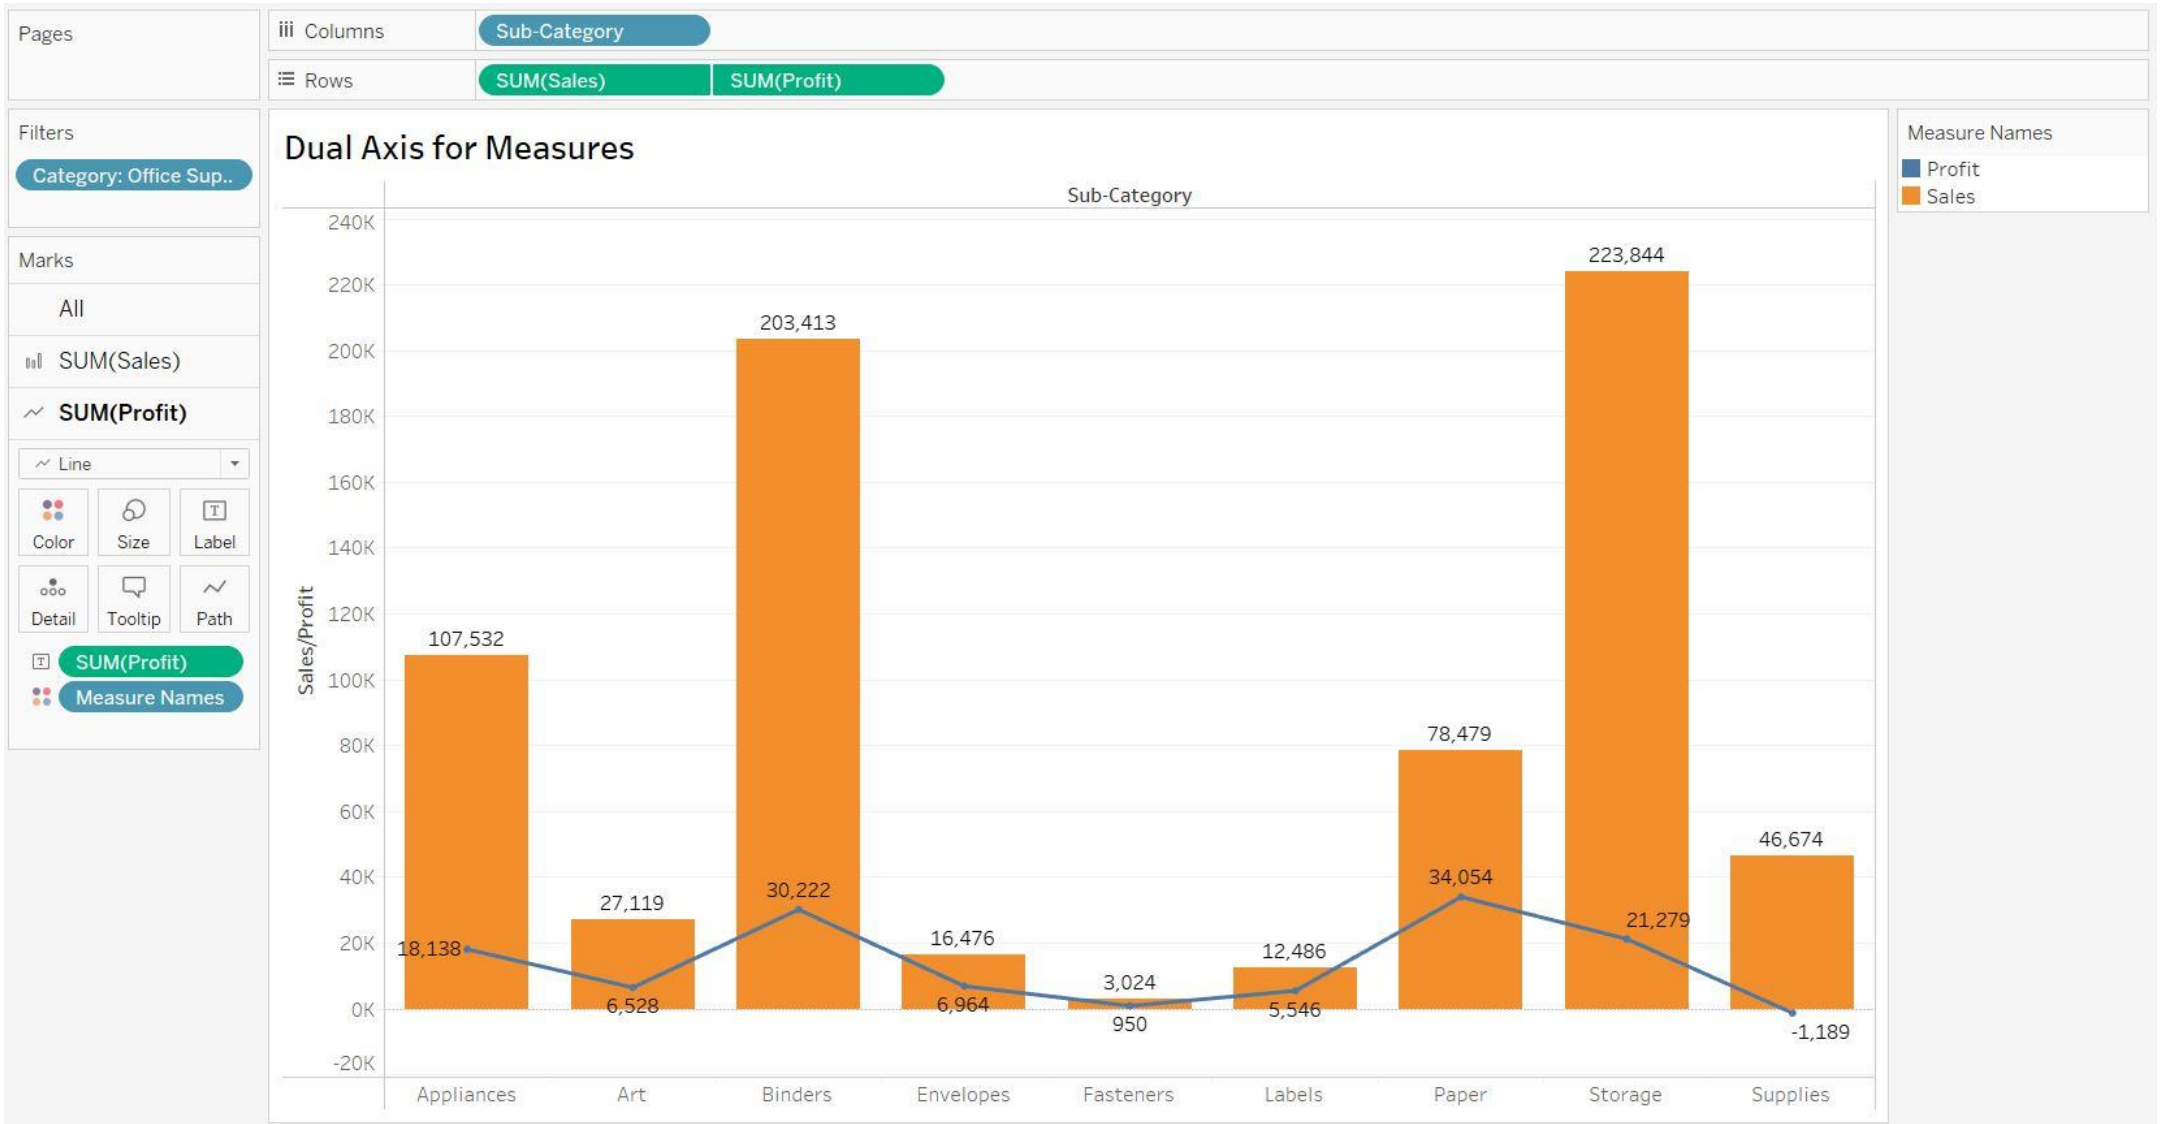 Pages
Columns
Sub-Category
Rows
SUM(Sales)
SUM(Profit)
Filters
Category: Office Sup..
Marks
All
SUM(Sales)
SUM(Profit)
Line
Color
Size
Label
Detail
Tooltip
Path
SUM(Profit)
Measure Names
Dual Axis for Measures
Sub-Category
Sales/Profit
240K
220K
200K
180K
160K
140K
120K
100K
80K
60K
40K
20K
0K
-20K
107,532
27,119
203,413
16,476
3,024
12,486
78,479
223,844
46,674
18,138
6,528
30,222
6,964
950
5,546
34,054
21,279
-1,189
Appliances
Art
Binders
Envelopes
Fasteners
Labels
Paper
Storage
Supplies
Measure Names
Profit
Sales